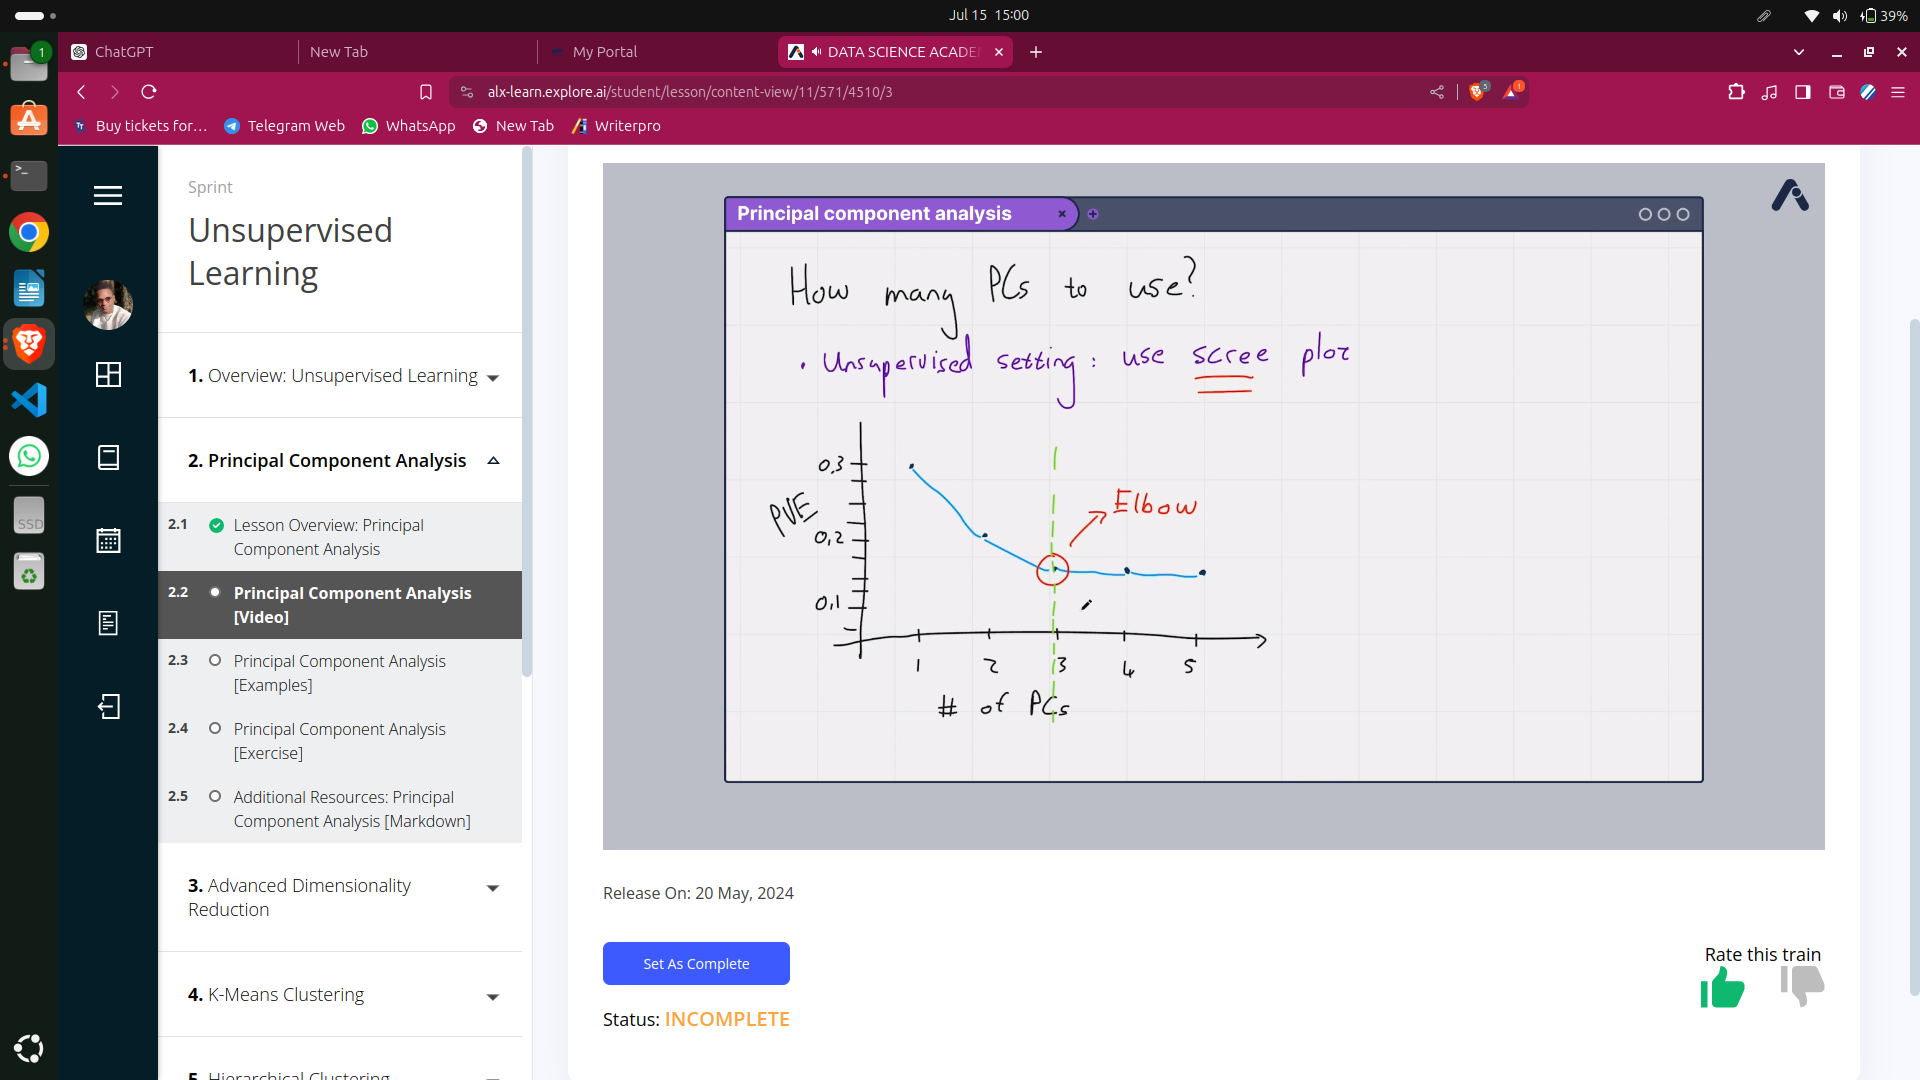 Jul 15 15:00
39%
1
ChatGPT
New Tab
My Portal
DATA SCIENCE ACADE
alx-learn.explore.ai/student/lesson/content-view/11/571/4510/3
5
1
Buy tickets for…
Telegram Web
WhatsApp
New Tab
Writerpro
SSD
Sprint
Unsupervised
Learning
1. Overview: Unsupervised Learning
2. Principal Component Analysis
2.1 Lesson Overview: Principal
Component Analysis
2.2 Principal Component Analysis
[Video]
2.3 Principal Component Analysis
[Examples]
2.4 Principal Component Analysis
[Exercise]
2.5 Additional Resources: Principal
Component Analysis [Markdown]
3. Advanced Dimensionality
Reduction
4. K-Means Clustering
5. Hierarchical Clustering
Principal component analysis
How many PCs to use?
• Unsupervised setting: use scree plot
0,3
PVE
Elbow
0,2
0,1
1 2 3 4 5
# of PCs
Release On: 20 May, 2024
Set As Complete
Rate this train
Status: INCOMPLETE